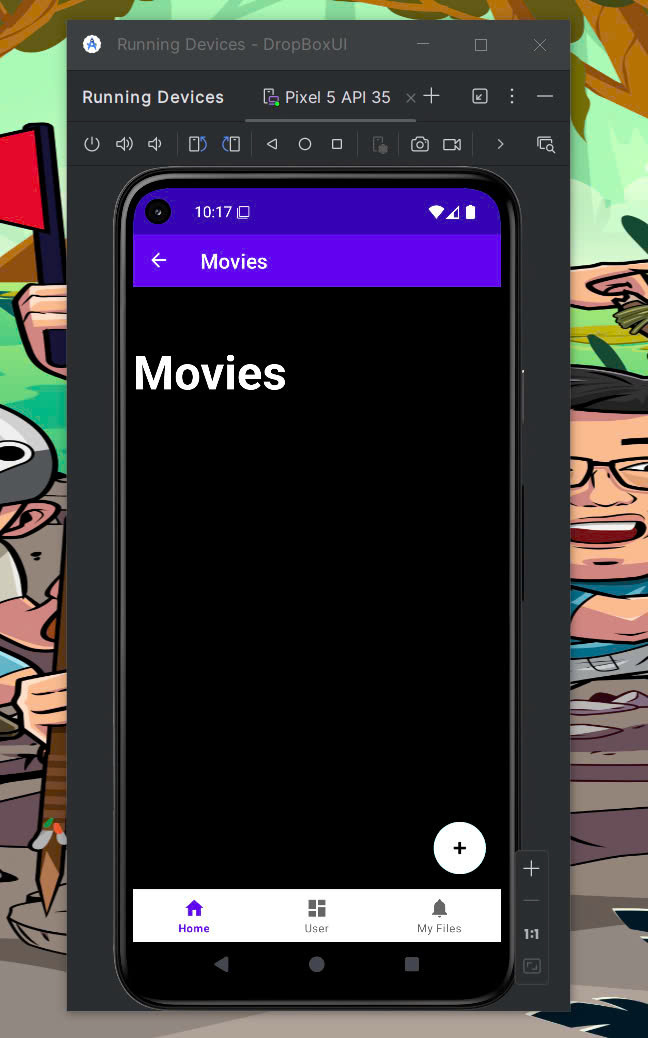 Running Devices - DropBoxUI
Running Devices
Pixel 5 API 35
10:17
Movies
Movies
+
1:1
Home
User
My Files